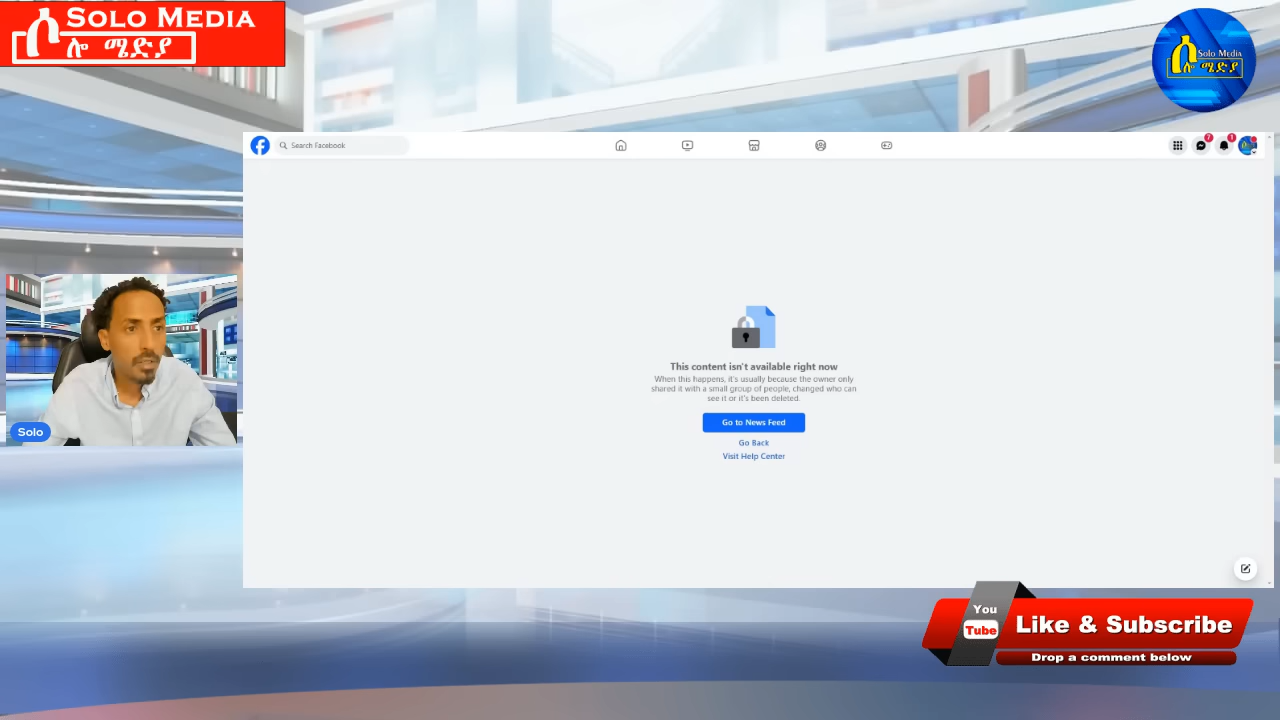 SOLO MEDIA
ሶ
ሎ ሚድያ
Solo Media
ሎ ሚድያ
Search Facebook
7
1
This content isn't available right now
When this happens, it's usually because the owner only
shared it with a small group of people, changed who can
see it or it's been deleted.
Go to News Feed
Go Back
Visit Help Center
Solo
You
Tube
Like & Subscribe
Drop a comment below